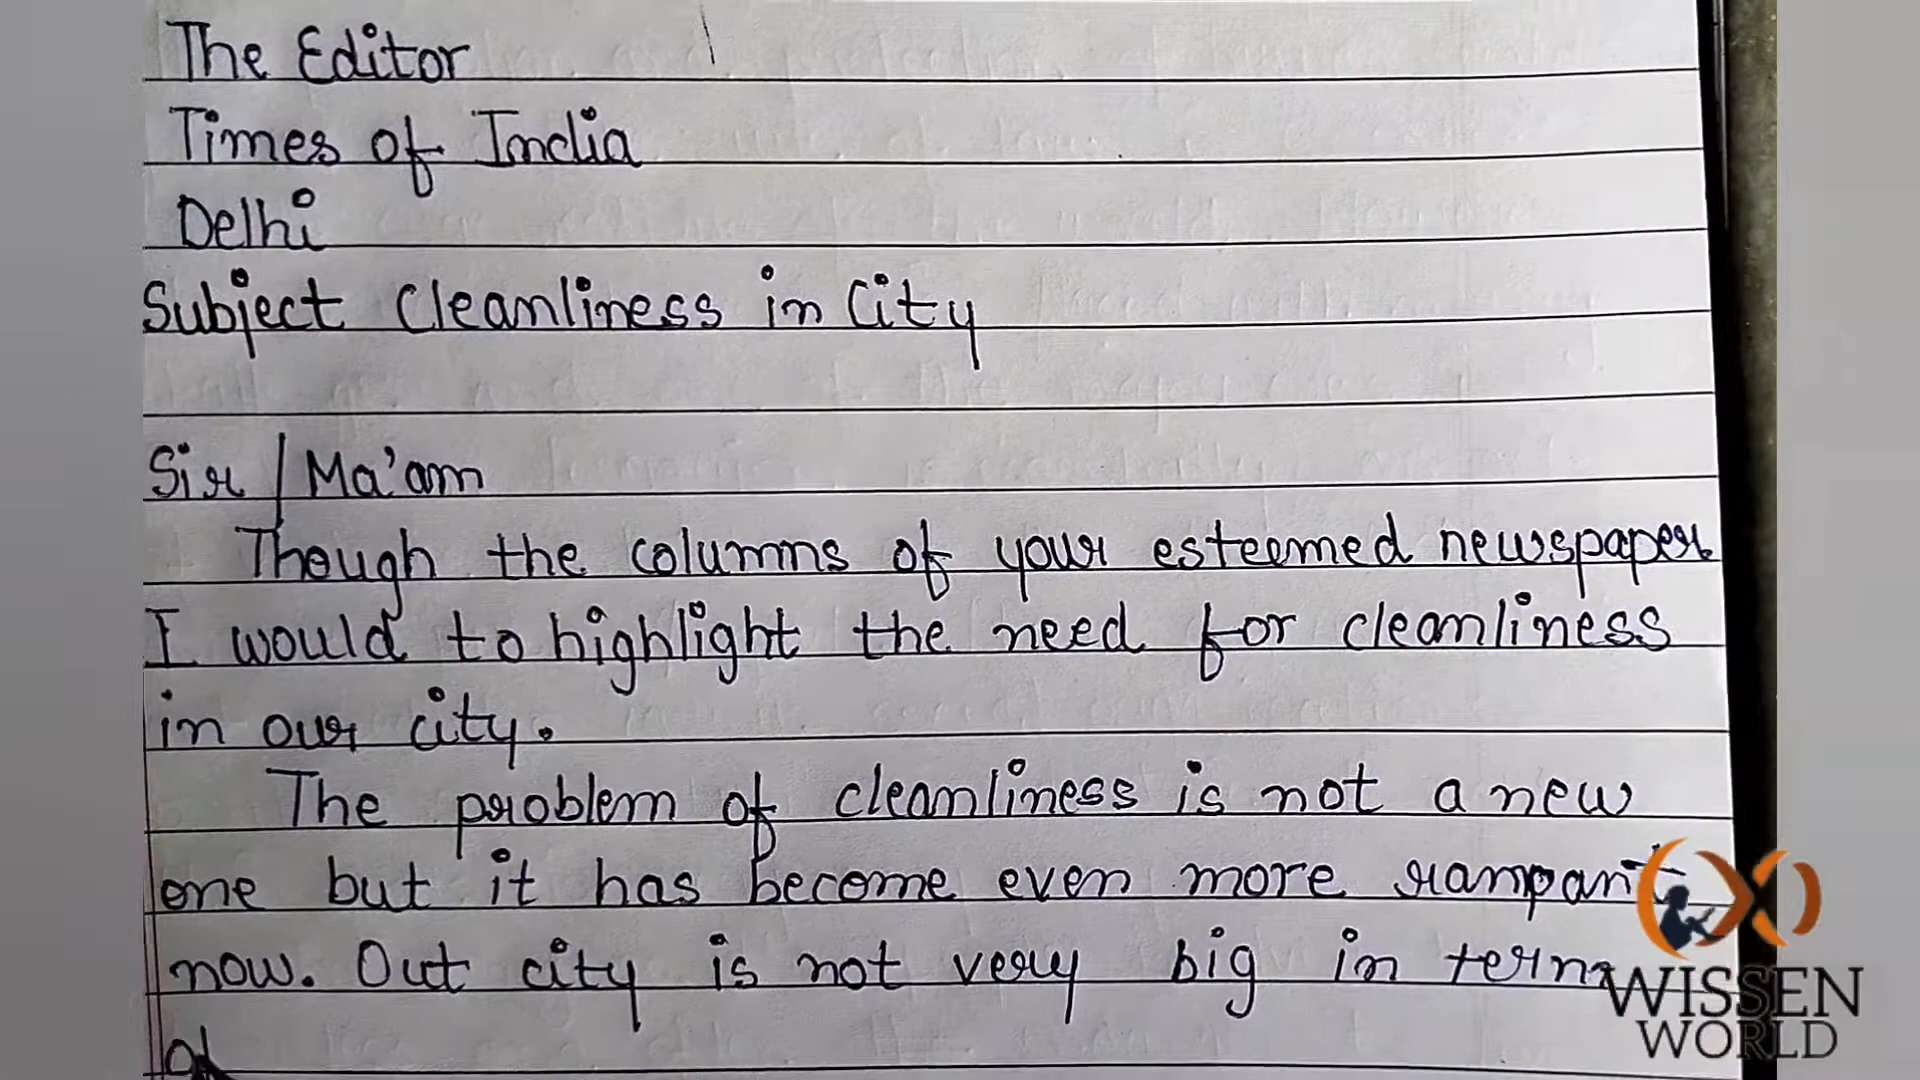 The Editor
Times of India
Delhi
Subject Cleanliness in City
Sir / Ma'am
Though the columns of your esteemed newspaper
I would to highlight the need for cleanliness
in our city.
The problem of cleanliness is not a new
one but it has become even more rampant
now. Out city is not very big in terms
WISSEN
WORLD